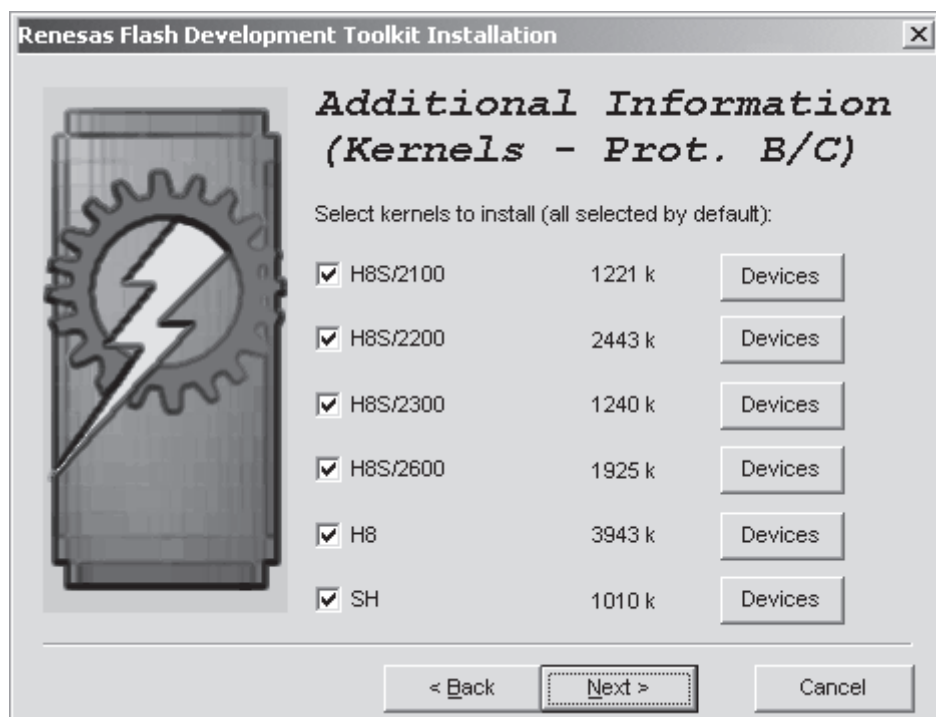 Renesas Flash Development Toolkit Installation
Additional Information
(Kernels - Prot. B/C)
Select kernels to install (all selected by default):
H8S/2100 1221 k Devices
H8S/2200 2443 k Devices
H8S/2300 1240 k Devices
H8S/2600 1925 k Devices
H8 3943 k Devices
SH 1010 k Devices
< Back Next > Cancel